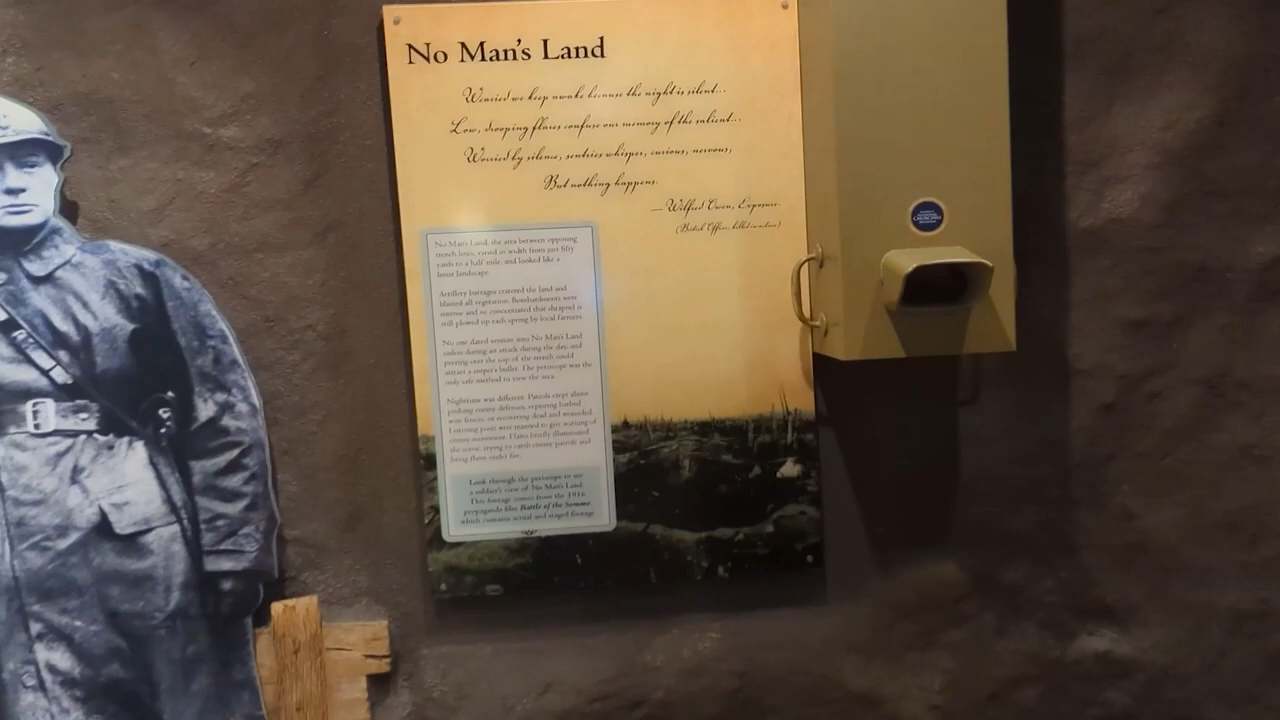 No Man's Land
Worried we keep awake because the night is silent...
Low, drooping flares confuse our memory of the salient...
Worried by silence, sentries whisper, curious, nervous,
But nothing happens.
— Wilfred Owen, Exposure.
(British Officer, killed in action)
No Man's Land, the area between opposing
trench lines, varied in width from just fifty
yards to a half mile, and looked like a
lunar landscape.
Artillery barrages cratered the land and
blasted all vegetation. Bombardments were
intense and so concentrated that shrapnel is
still plowed up each spring by local farmers.
No one dared venture into No Man's Land
unless during an attack during the day, and
peering over the top of the trench could
attract a sniper's bullet. The periscope was the
only safe method to view the area.
Nighttime was different. Patrols crept about
probing enemy defenses, repairing barbed
wire fences, or recovering dead and wounded.
Listening posts were manned to give warning of
enemy movement. Flares briefly illuminated
the scene, trying to catch enemy patrols and
bring them under fire.
Look through the periscope to see
a soldier's view of No Man's Land.
This footage comes from the 1916
propaganda film Battle of the Somme,
which contains actual and staged footage.